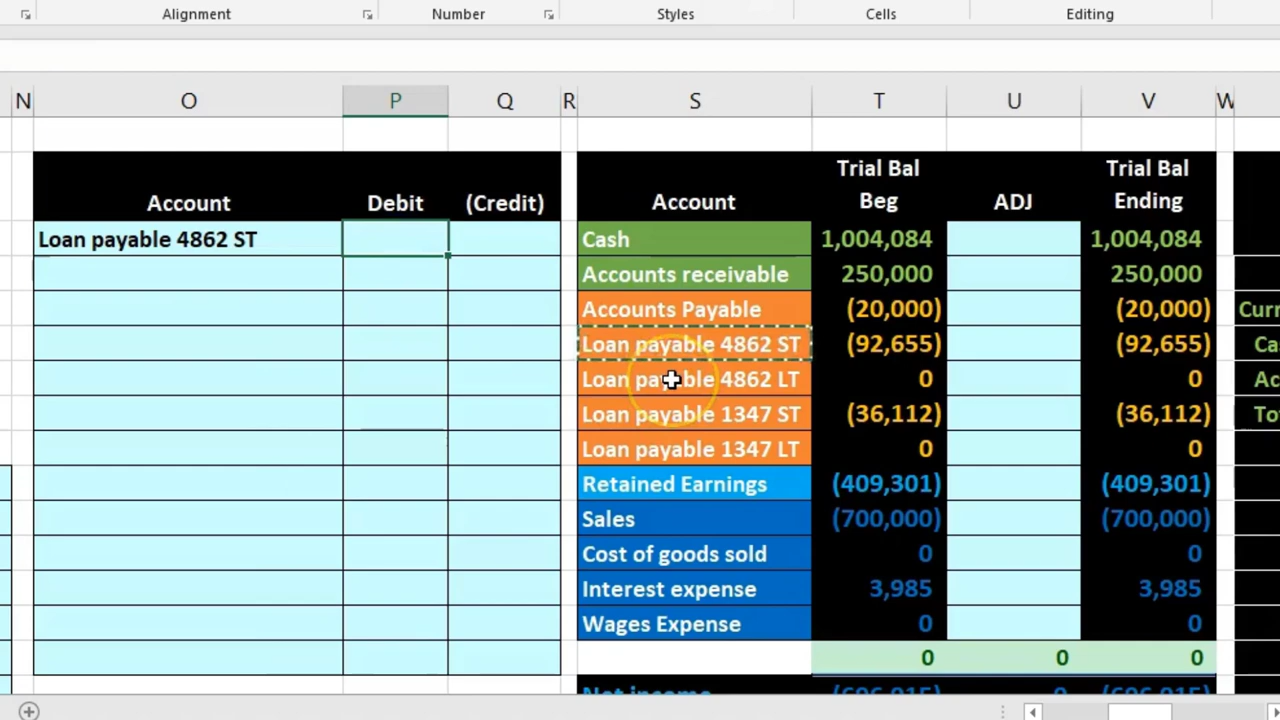 Alignment Number Styles Cells Editing
N O P Q R S T U V W
Account Debit (Credit) Account Trial Bal Beg ADJ Trial Bal Ending
Loan payable 4862 ST Cash 1,004,084 1,004,084
Accounts receivable 250,000 250,000
Accounts Payable (20,000) (20,000) Curr
Loan payable 4862 ST (92,655) (92,655) Ca
Loan payable 4862 LT 0 0 Ac
Loan payable 1347 ST (36,112) (36,112) To
Loan payable 1347 LT 0 0
Retained Earnings (409,301) (409,301)
Sales (700,000) (700,000)
Cost of goods sold 0 0
Interest expense 3,985 3,985
Wages Expense 0 0
0 0 0
Net income (696,015) 0 (696,015)